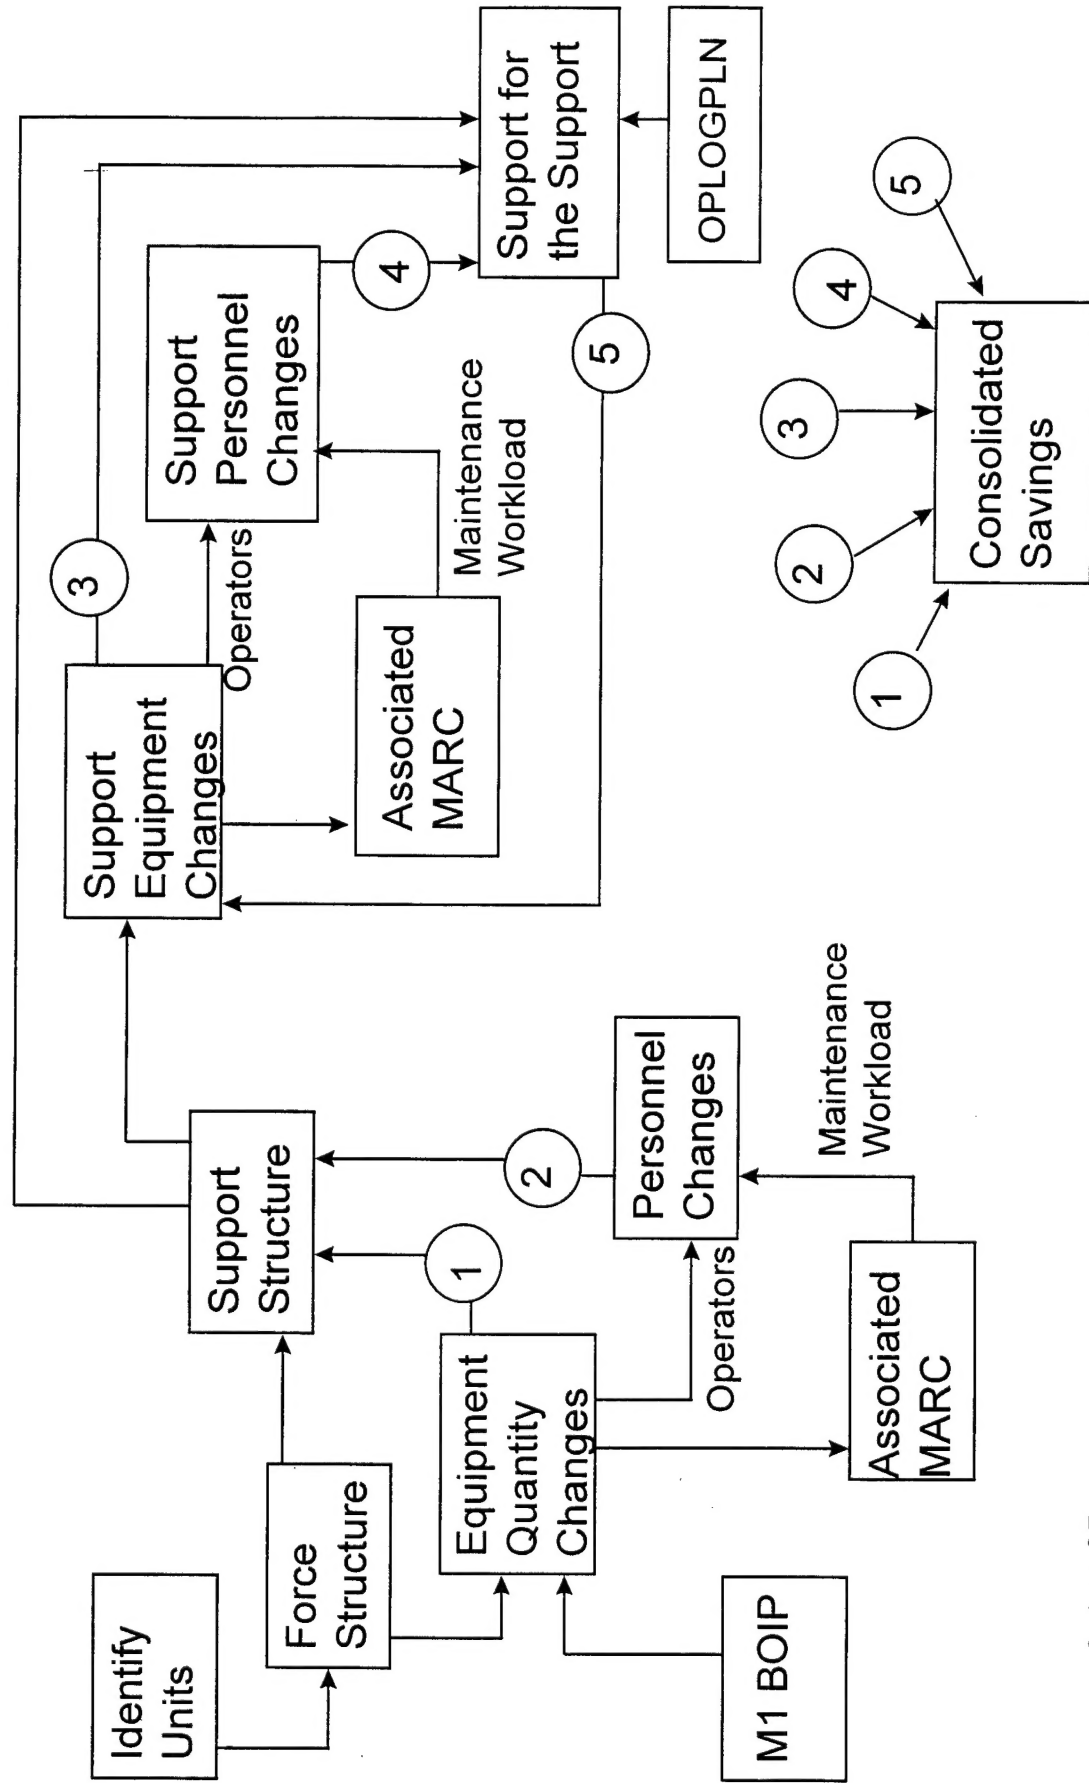 Identify
Units
Force
Structure
M1 BOIP
Equipment
Quantity
Changes
1
Support
Structure
Operators
Personnel
Changes
2
Associated
MARC
Maintenance
Workload
Support
Equipment
Changes
3
Operators
Support
Personnel
Changes
4
Associated
MARC
Maintenance
Workload
5
Support for
the Support
OPLOGPLN
1
2
3
4
5
Consolidated
Savings